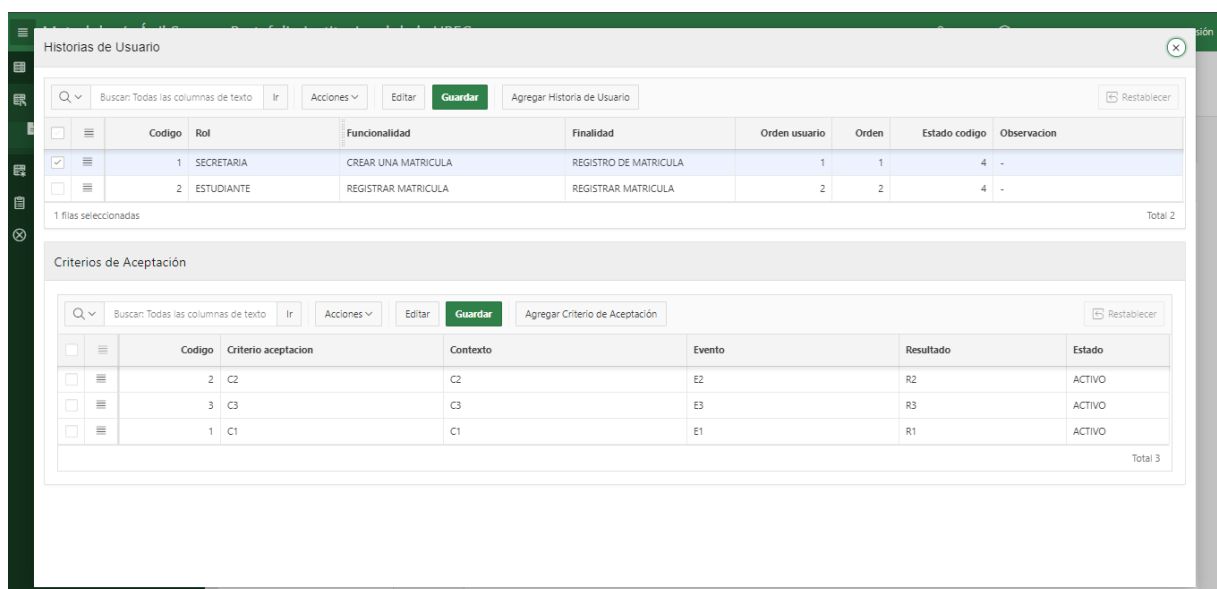 Historias de Usuario
sión
Buscar: Todas las columnas de texto Ir Acciones Editar Guardar Agregar Historia de Usuario Restablecer
Codigo Rol Funcionalidad Finalidad Orden usuario Orden Estado codigo Observacion
1 SECRETARIA CREAR UNA MATRICULA REGISTRO DE MATRICULA 1 1 4 -
2 ESTUDIANTE REGISTRAR MATRICULA REGISTRAR MATRICULA 2 2 4 -
1 filas seleccionadas Total 2
Criterios de Aceptación
Buscar: Todas las columnas de texto Ir Acciones Editar Guardar Agregar Criterio de Aceptación Restablecer
Codigo Criterio aceptacion Contexto Evento Resultado Estado
2 C2 C2 E2 R2 ACTIVO
3 C3 C3 E3 R3 ACTIVO
1 C1 C1 E1 R1 ACTIVO
Total 3